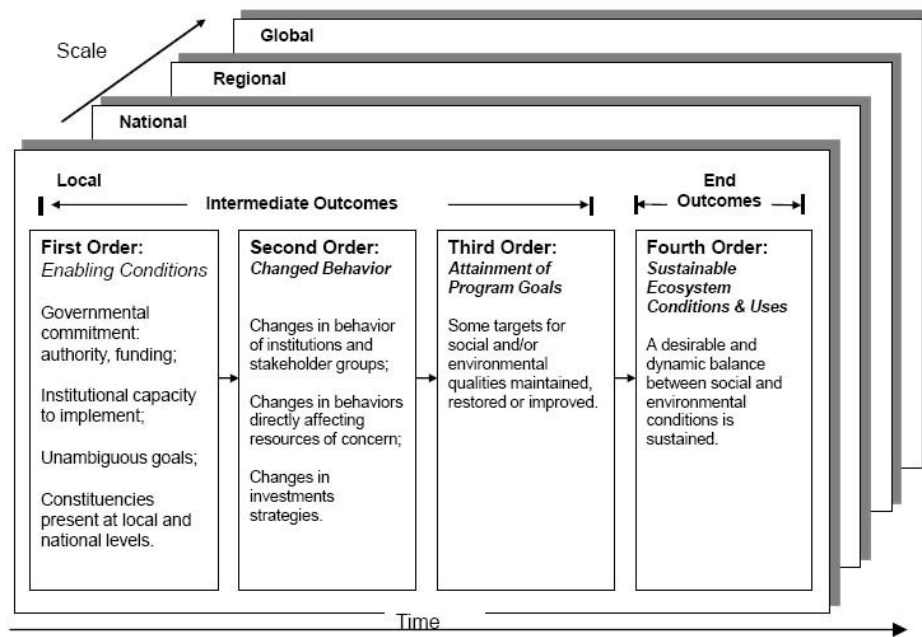 Scale
Global
Regional
National
Local
Intermediate Outcomes
End
Outcomes
First Order:
Enabling Conditions
Governmental
commitment:
authority, funding;
Institutional capacity
to implement;
Unambiguous goals;
Constituencies
present at local and
national levels.
Second Order:
Changed Behavior
Changes in behavior
of institutions and
stakeholder groups;
Changes in behaviors
directly affecting
resources of concern;
Changes in
investments
strategies.
Third Order:
Attainment of
Program Goals
Some targets for
social and/or
environmental
qualities maintained,
restored or improved.
Fourth Order:
Sustainable
Ecosystem
Conditions & Uses
A desirable and
dynamic balance
between social and
environmental
conditions is
sustained.
Time